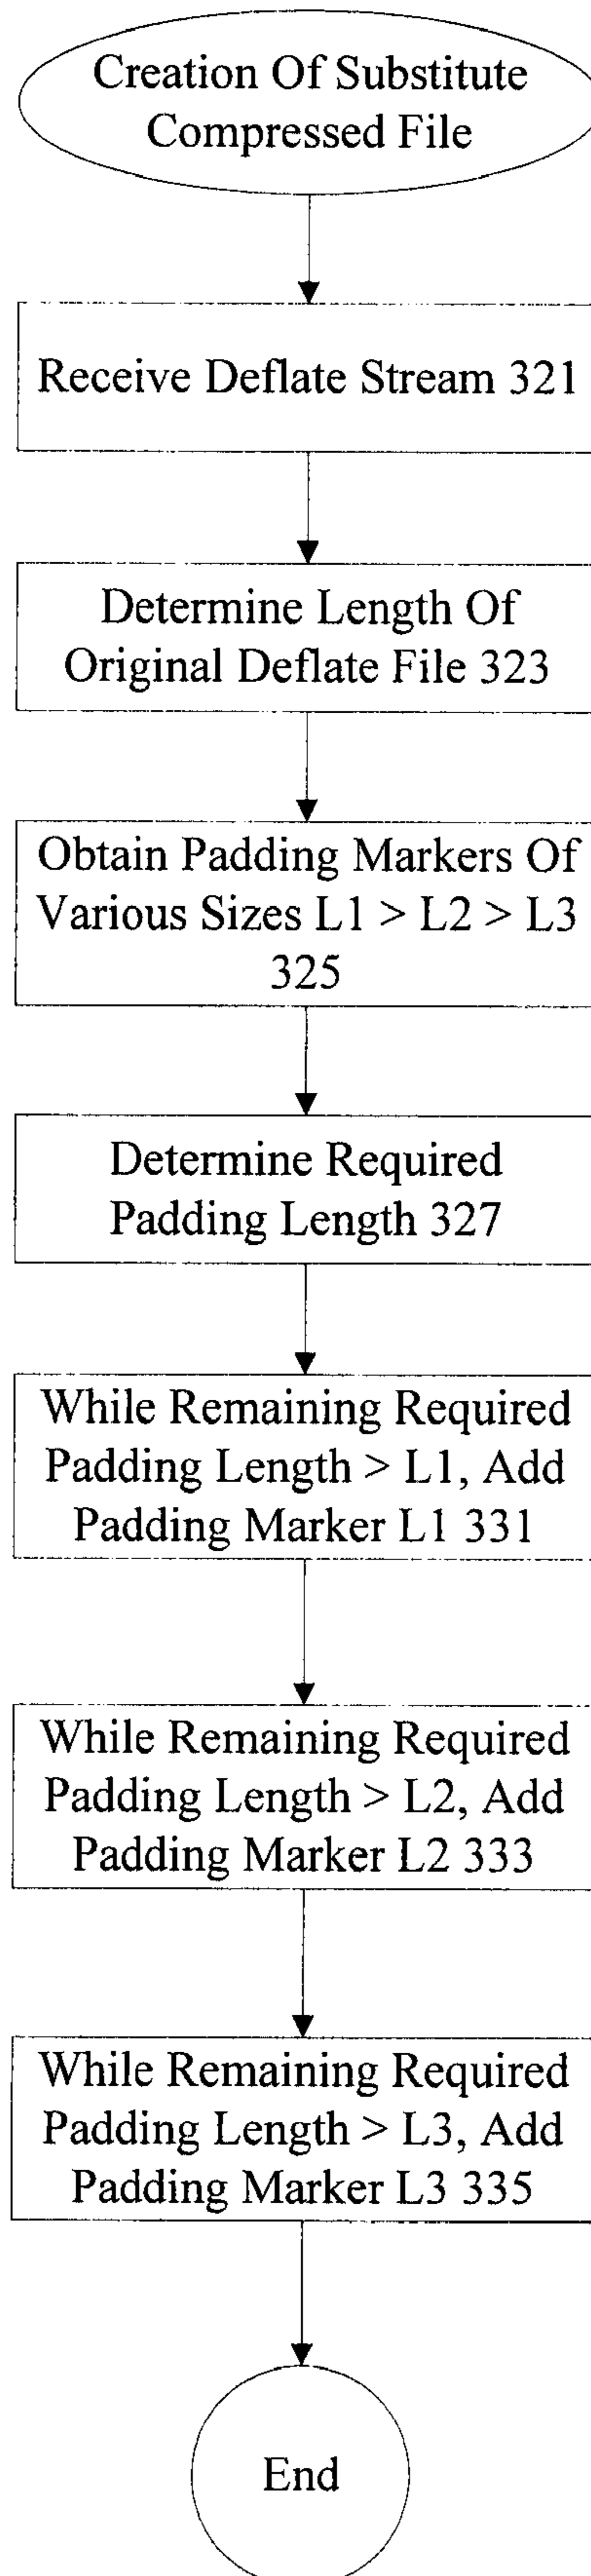 Creation Of Substitute
Compressed File
Receive Deflate Stream 321
Determine Length Of
Original Deflate File 323
Obtain Padding Markers Of
Various Sizes L1 > L2 > L3
325
Determine Required
Padding Length 327
While Remaining Required
Padding Length > L1, Add
Padding Marker L1 331
While Remaining Required
Padding Length > L2, Add
Padding Marker L2 333
While Remaining Required
Padding Length > L3, Add
Padding Marker L3 335
End